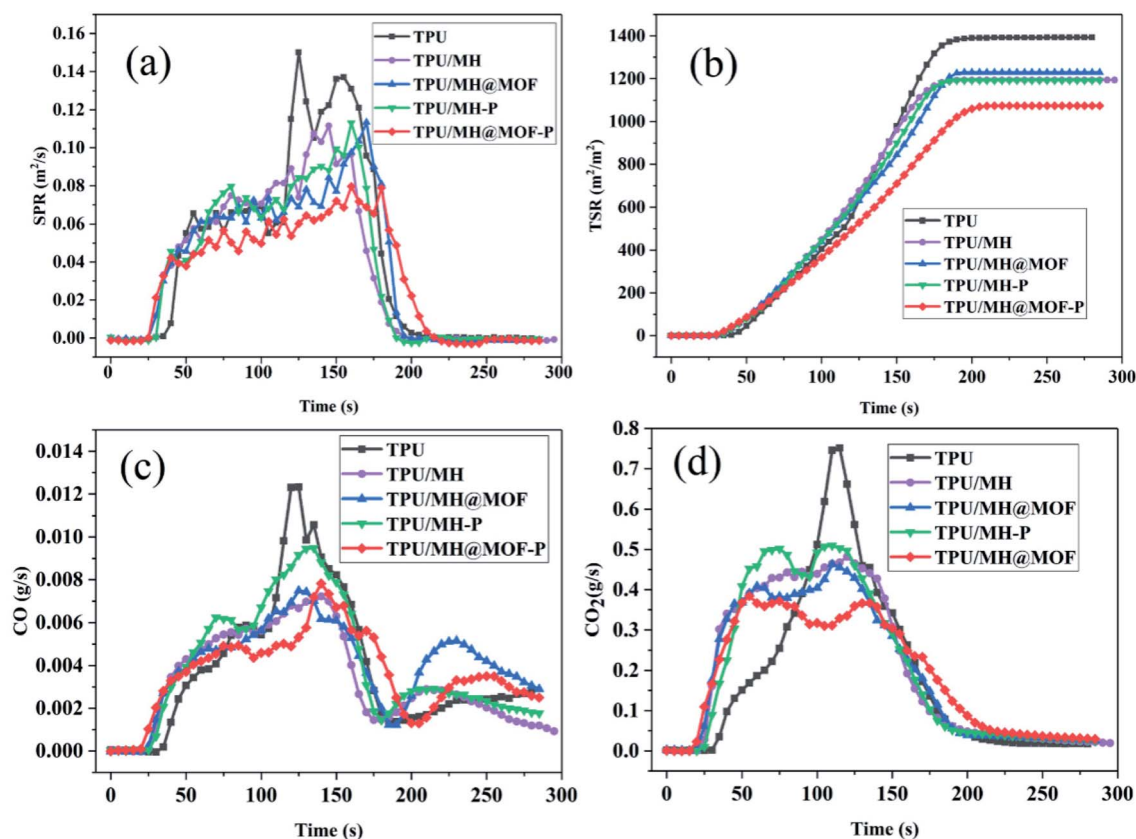 (a)
TPU
TPU/MH
TPU/MH@MOF
TPU/MH-P
TPU/MH@MOF-P
SPR (m²/s)
0.16
0.14
0.12
0.10
0.08
0.06
0.04
0.02
0.00
0 50 100 150 200 250 300
Time (s)
(b)
TPU
TPU/MH
TPU/MH@MOF
TPU/MH-P
TPU/MH@MOF-P
TSR (m²/m²)
1400
1200
1000
800
600
400
200
0
0 50 100 150 200 250 300
Time (s)
(c)
TPU
TPU/MH
TPU/MH@MOF
TPU/MH-P
TPU/MH@MOF-P
CO (g/s)
0.014
0.012
0.010
0.008
0.006
0.004
0.002
0.000
0 50 100 150 200 250 300
Time (s)
(d)
TPU
TPU/MH
TPU/MH@MOF
TPU/MH-P
TPU/MH@MOF
CO₂(g/s)
0.8
0.7
0.6
0.5
0.4
0.3
0.2
0.1
0.0
0 50 100 150 200 250 300
Time (s)